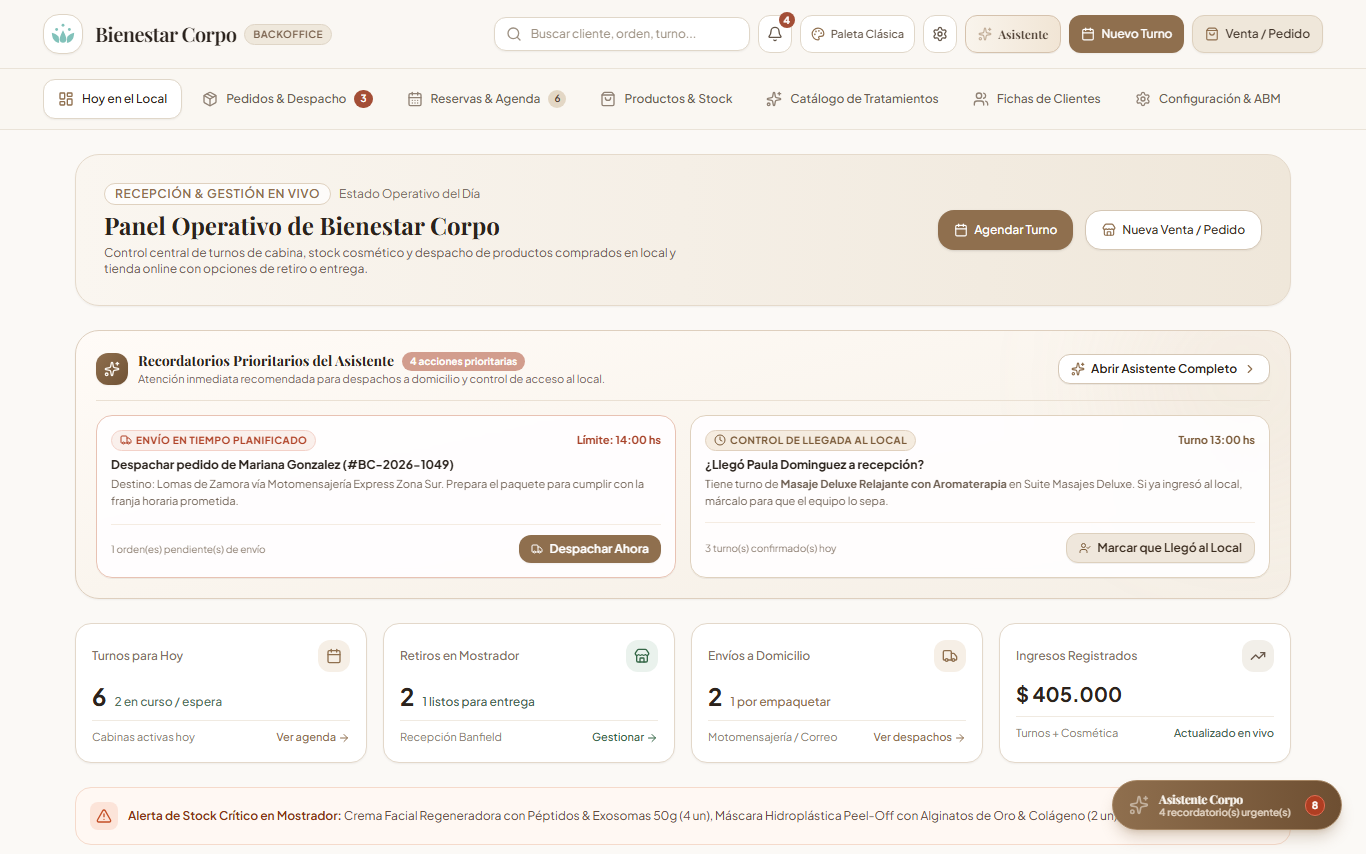 Bienestar Corpo BACKOFFICE Buscar cliente, orden, turno... 4 Paleta Clásica Asistente Nuevo Turno Venta / Pedido
Hoy en el Local Pedidos & Despacho 3 Reservas & Agenda 6 Productos & Stock Catálogo de Tratamientos Fichas de Clientes Configuración & ABM
RECEPCIÓN & GESTIÓN EN VIVO Estado Operativo del Día
Panel Operativo de Bienestar Corpo
Control central de turnos de cabina, stock cosmético y despacho de productos comprados en local y
tienda online con opciones de retiro o entrega.
Agendar Turno Nueva Venta / Pedido
Recordatorios Prioritarios del Asistente 4 acciones prioritarias
Atención inmediata recomendada para despachos a domicilio y control de acceso al local.
Abrir Asistente Completo
ENVÍO EN TIEMPO PLANIFICADO Límite: 14:00 hs
Despachar pedido de Mariana Gonzalez (#BC-2026-1049)
Destino: Lomas de Zamora vía Motomensajería Express Zona Sur. Prepara el paquete para cumplir con la
franja horaria prometida.
1 orden(es) pendiente(s) de envío Despachar Ahora
CONTROL DE LLEGADA AL LOCAL Turno 13:00 hs
¿Llegó Paula Dominguez a recepción?
Tiene turno de Masaje Deluxe Relajante con Aromaterapia en Suite Masajes Deluxe. Si ya ingresó al local,
márcalo para que el equipo lo sepa.
3 turno(s) confirmado(s) hoy Marcar que Llegó al Local
Turnos para Hoy
6 2 en curso / espera
Cabinas activas hoy Ver agenda →
Retiros en Mostrador
2 1 listos para entrega
Recepción Banfield Gestionar →
Envíos a Domicilio
2 1 por empaquetar
Motomensajería / Correo Ver despachos →
Ingresos Registrados
$ 405.000
Turnos + Cosmética Actualizado en vivo
Alerta de Stock Crítico en Mostrador: Crema Facial Regeneradora con Péptidos & Exosomas 50g (4 un), Máscara Hidroplástica Peel-Off con Alginatos de Oro & Colágeno (2 un)
Asistente Corpo
4 recordatorio(s) urgente(s) 8